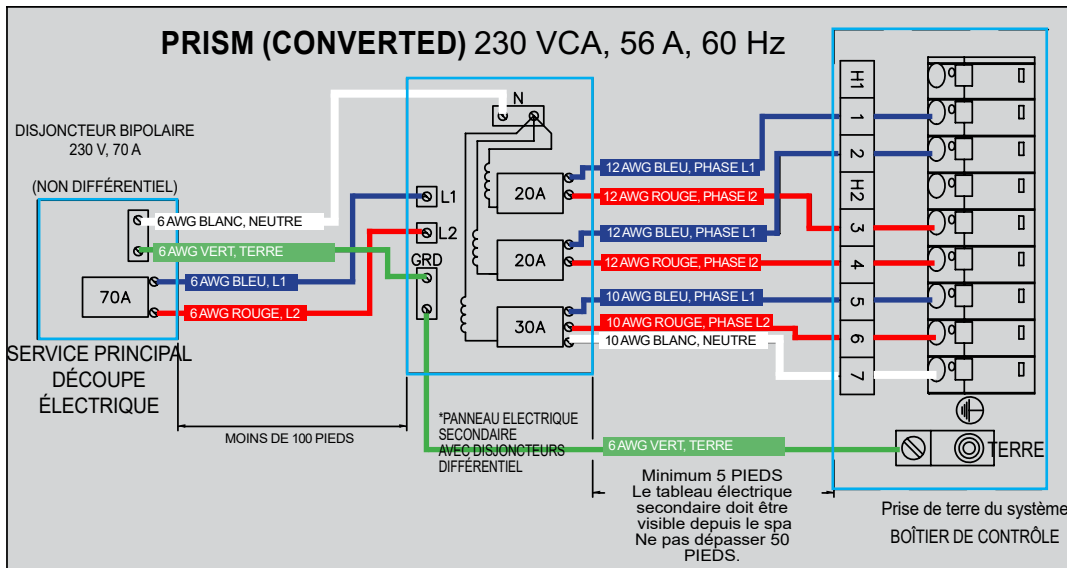 PRISM (CONVERTED) 230 VCA, 56 A, 60 Hz
DISJONCTEUR BIPOLAIRE
230 V, 70 A
(NON DIFFÉRENTIEL)
6 AWG BLANC, NEUTRE
6 AWG VERT, TERRE
70A
6 AWG BLEU, L1
6 AWG ROUGE, L2
SERVICE PRINCIPAL
DÉCOUPE
ÉLECTRIQUE
MOINS DE 100 PIEDS
N
L1
L2
GRD
20A
20A
30A
*PANNEAU ELECTRIQUE
SECONDAIRE
AVEC DISJONCTEURS
DIFFÉRENTIEL
12 AWG BLEU, PHASE L1
12 AWG ROUGE, PHASE I2
12 AWG BLEU, PHASE L1
12 AWG ROUGE, PHASE I2
10 AWG BLEU, PHASE L1
10 AWG ROUGE, PHASE L2
10 AWG BLANC, NEUTRE
6 AWG VERT, TERRE
Minimum 5 PIEDS
Le tableau électrique
secondaire doit être
visible depuis le spa
Ne pas dépasser 50
PIEDS.
H1
1
2
H2
3
4
5
6
7
TERRE
Prise de terre du système
BOÎTIER DE CONTRÔLE